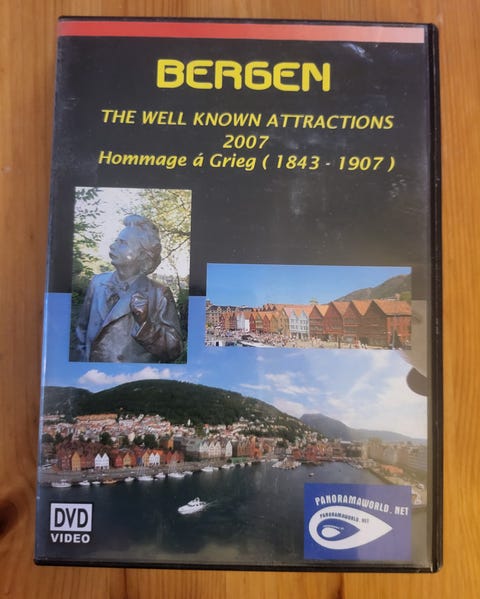 BERGEN
THE WELL KNOWN ATTRACTIONS
2007
Hommage á Grieg ( 1843 - 1907 )
PANORAMAWORLD. NET
PANORAMAWORLD. NET
DVD
VIDEO